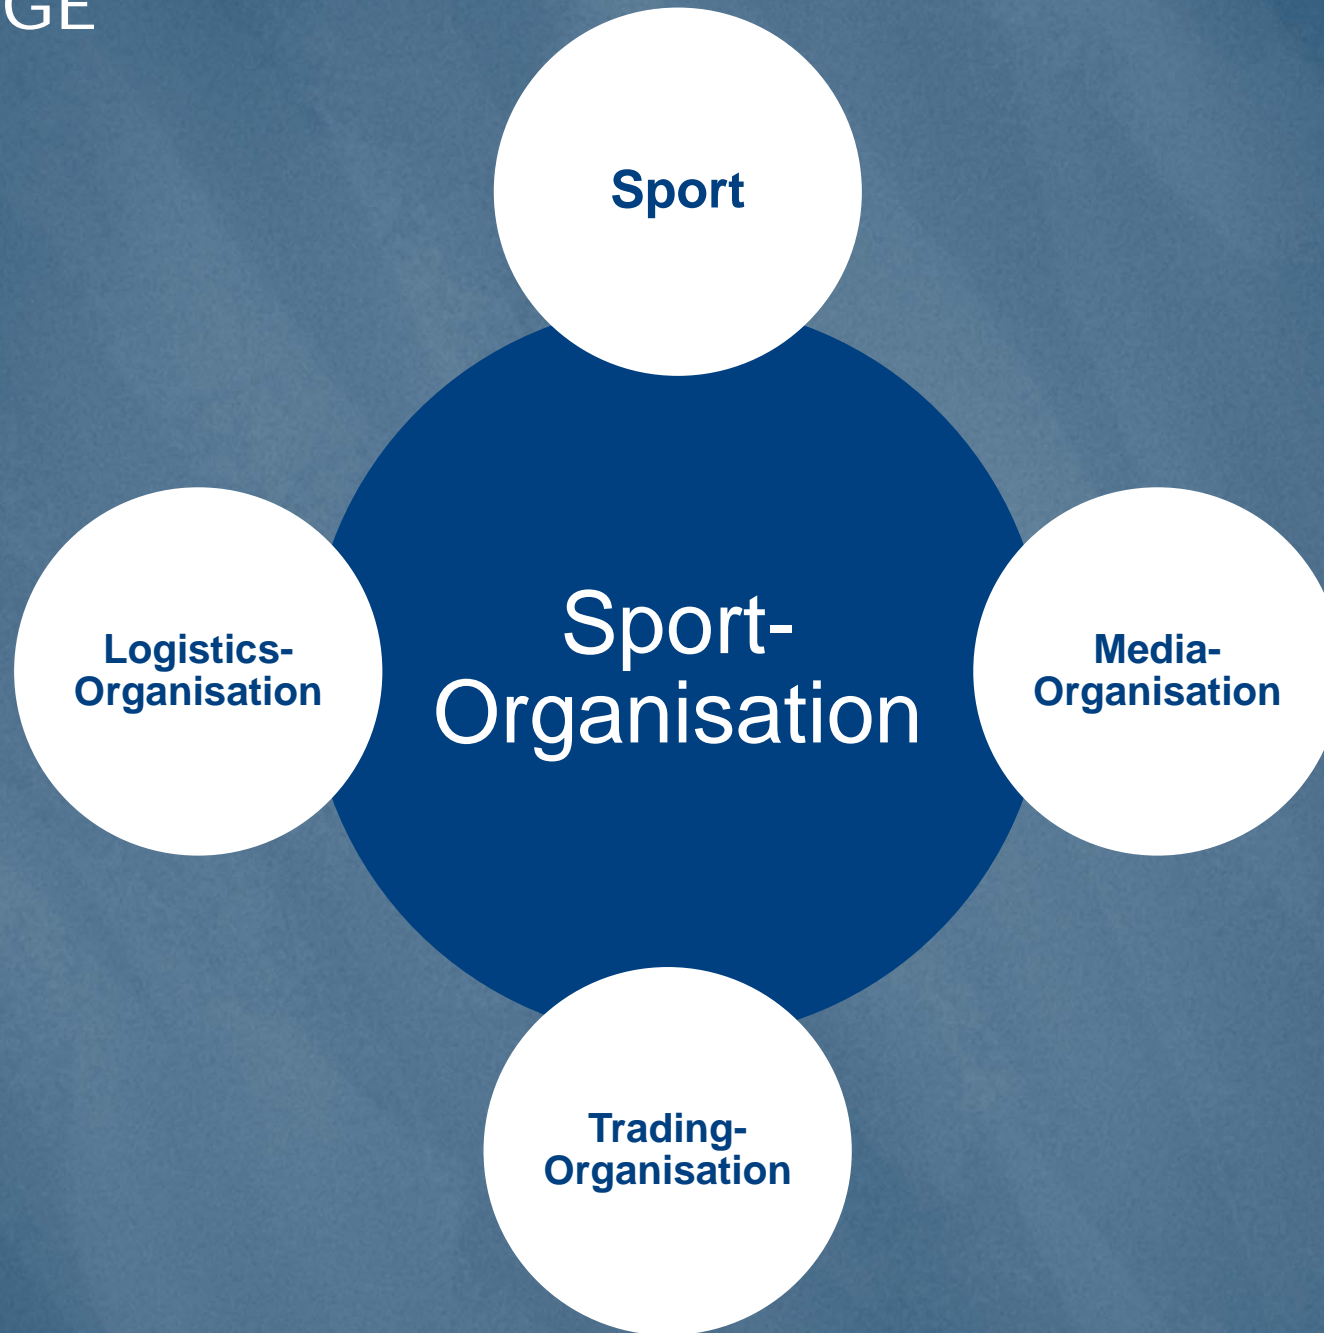 Sport
Logistics-
Organisation
Sport-
Organisation
Media-
Organisation
Trading-
Organisation